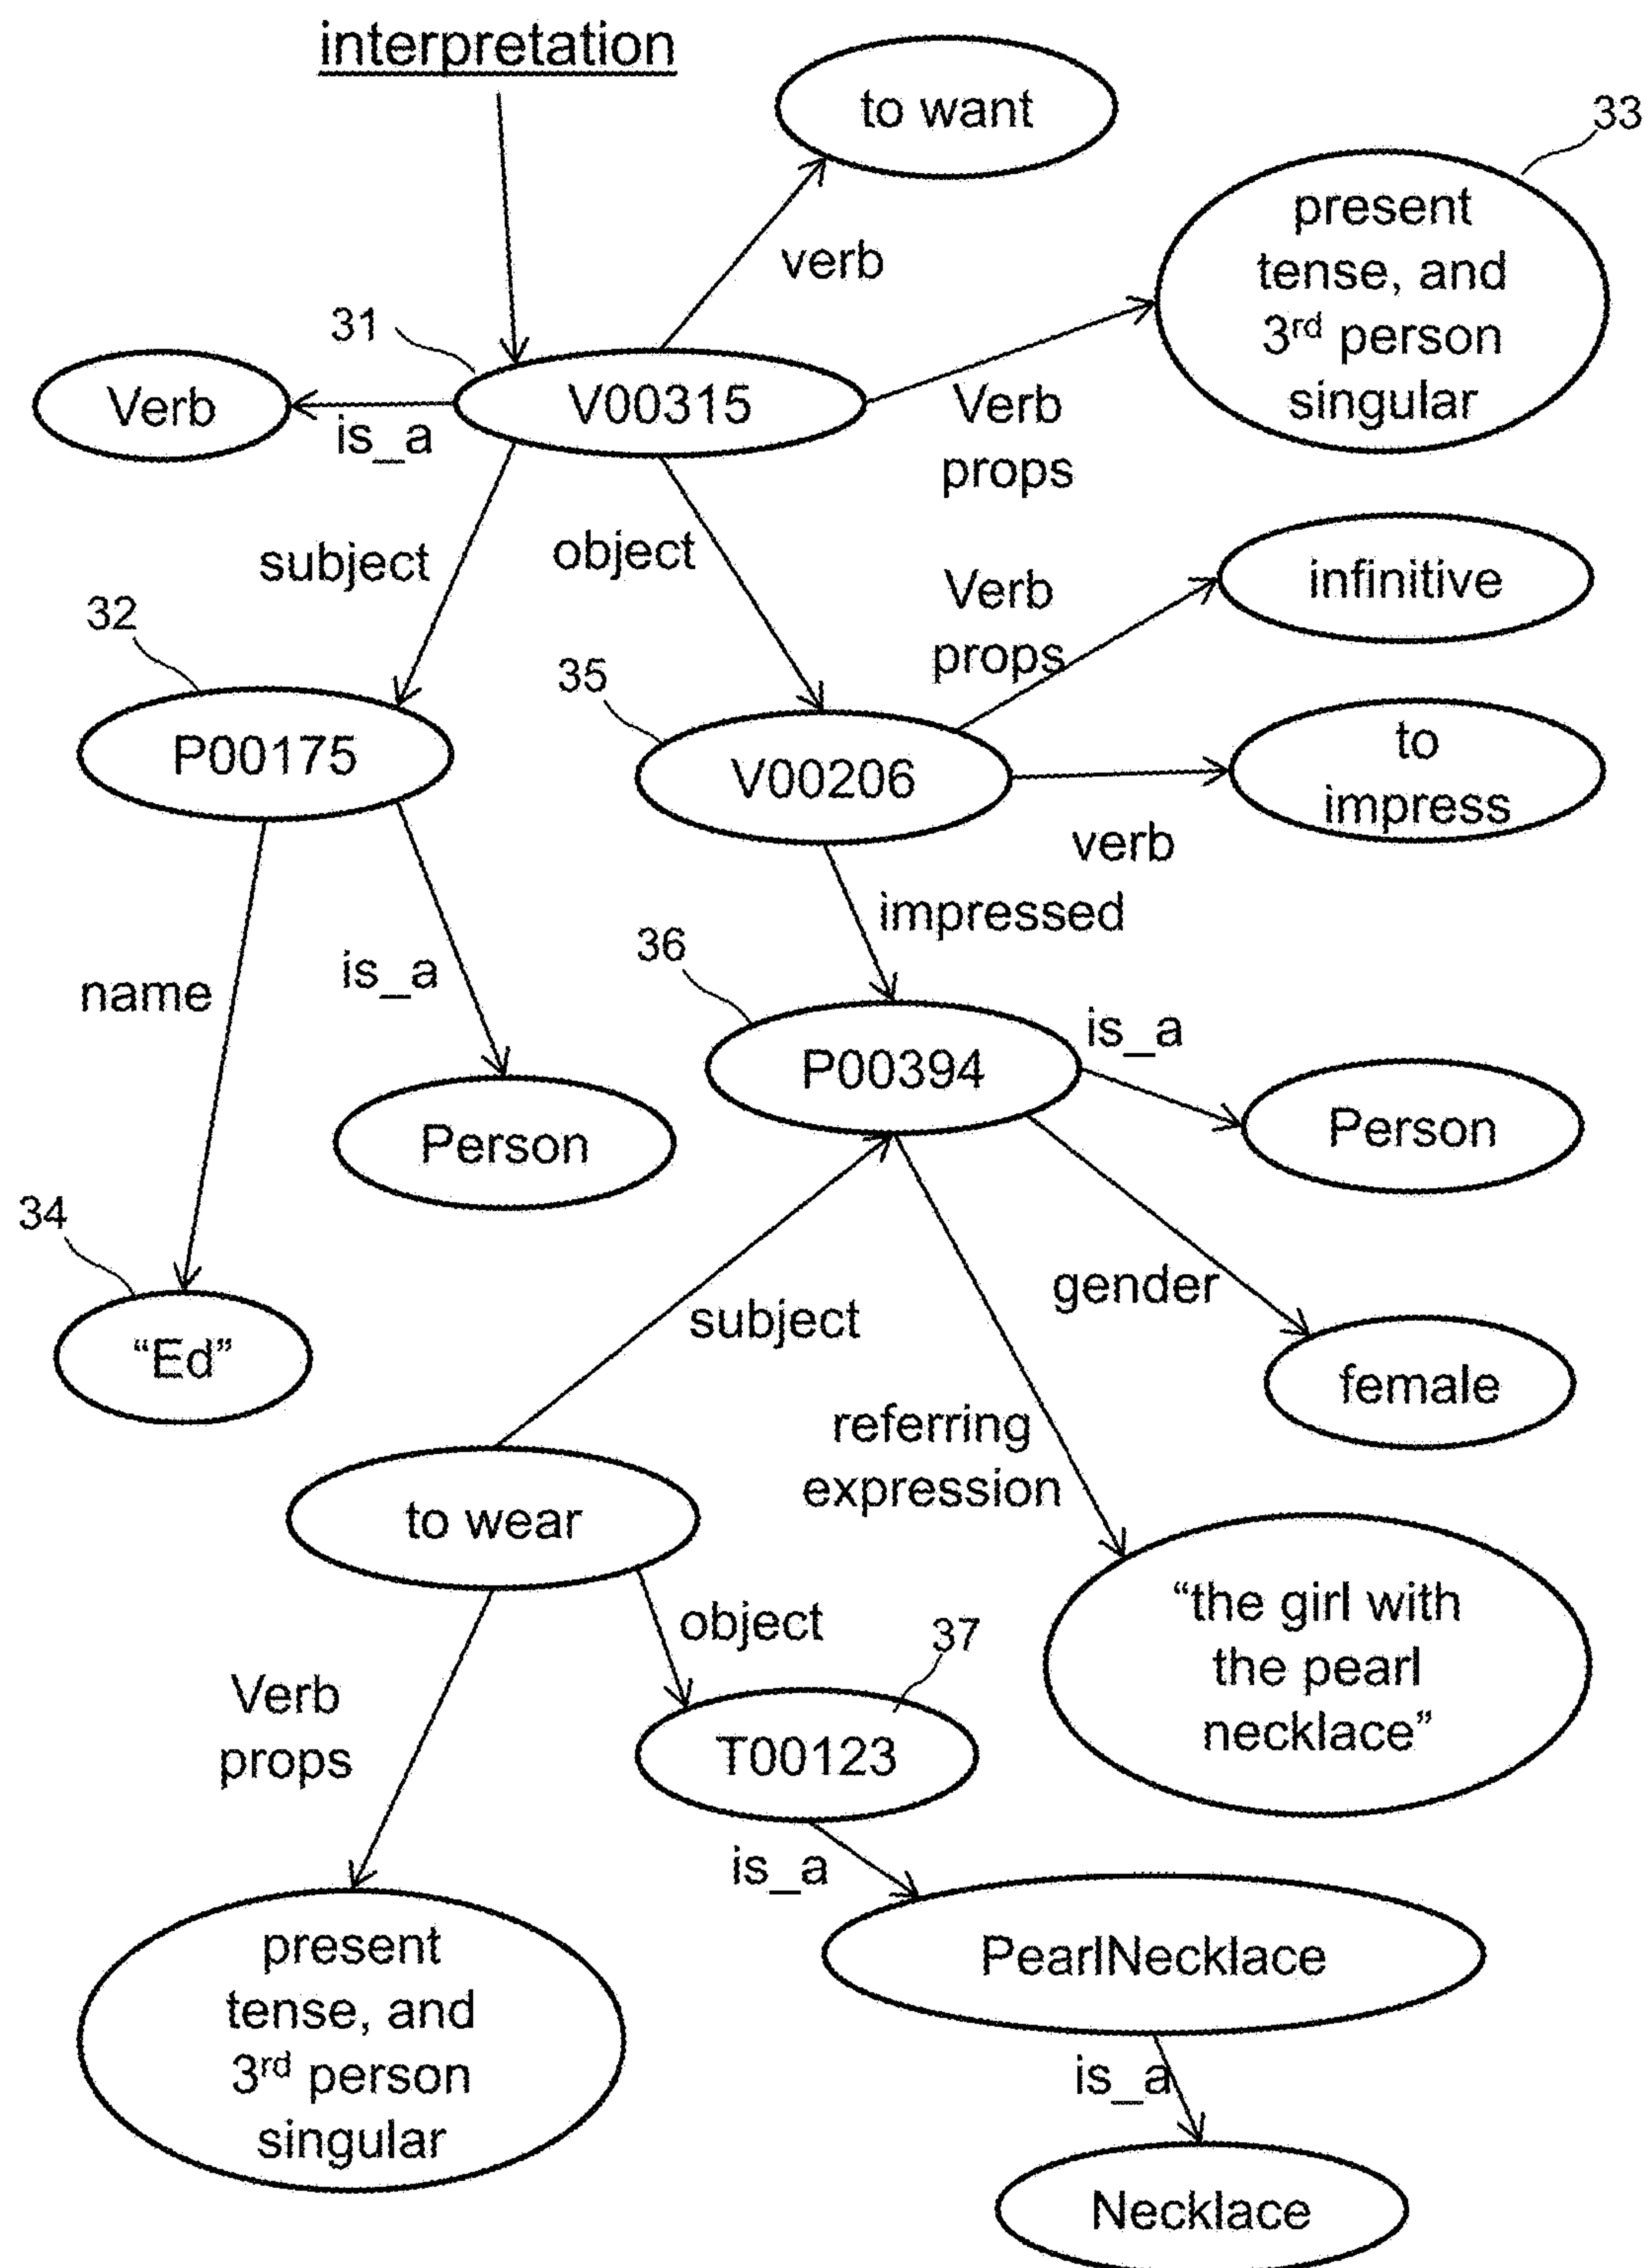 interpretation
to want
33
present
tense, and
3rd person
singular
verb
31
Verb
V00315
is_a
Verb
props
subject
object
infinitive
Verb
props
32
35
P00175
V00206
to
impress
verb
impressed
36
name
is_a
is_a
P00394
Person
Person
34
subject
gender
"Ed"
female
referring
expression
to wear
"the girl with
the pearl
necklace"
object
37
Verb
props
T00123
is_a
present
tense, and
3rd person
singular
PearlNecklace
is_a
Necklace